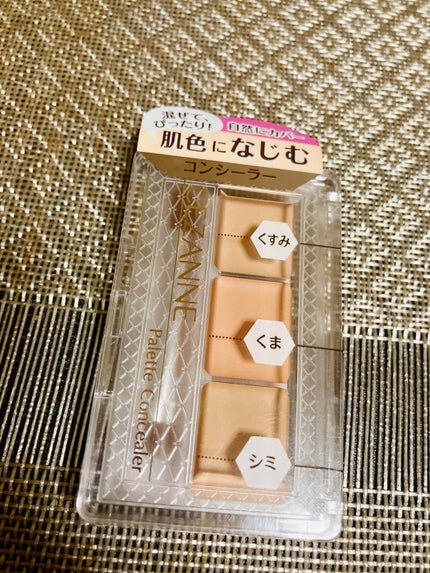 混ぜて、
ぴったり!
自然にカバー
肌色になじむ
コンシーラー
CEZANNE
Palette Concealer
くすみ
くま
シミ